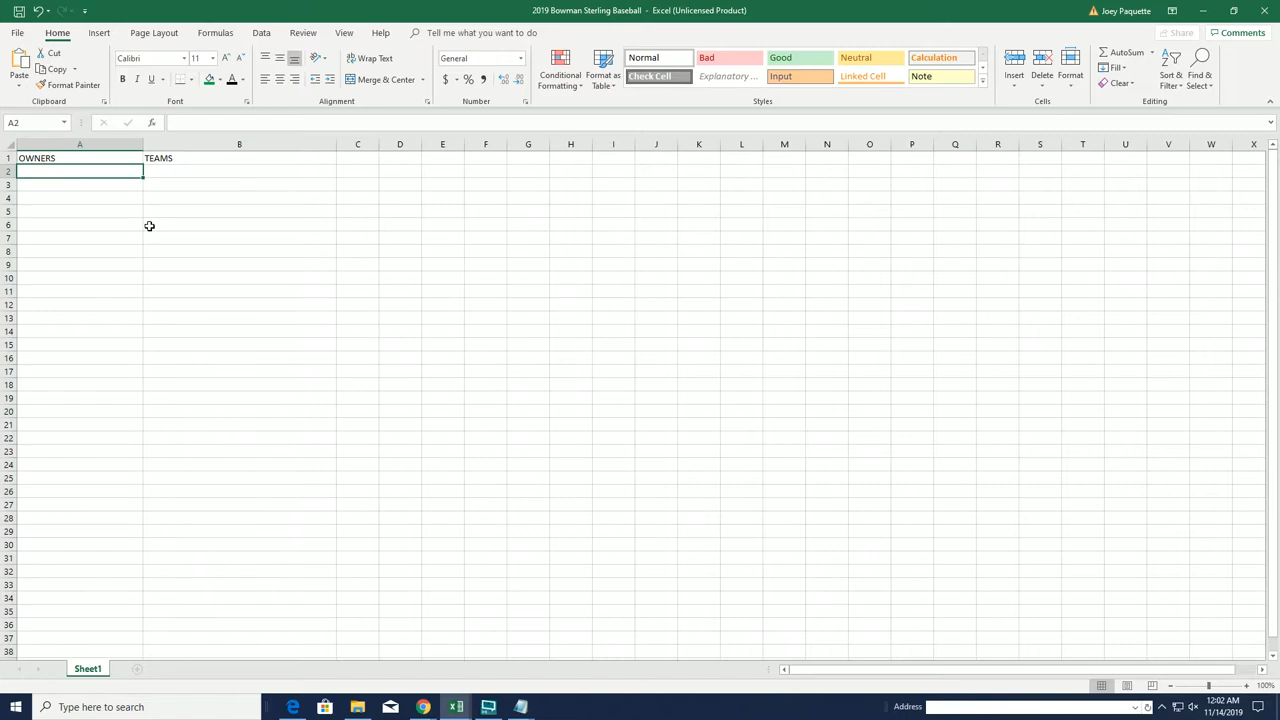 2019 Bowman Sterling Baseball - Excel (Unlicensed Product)
Joey Paquette
File Home Insert Page Layout Formulas Data Review View Help Tell me what you want to do
Share Comments
Paste
Cut
Copy
Format Painter
Clipboard
Calibri 11
B I U A
Font
Wrap Text
Merge & Center
Alignment
General
$ % ,
Number
Conditional Formatting
Format as Table
Normal Bad Good Neutral Calculation
Check Cell Explanatory ... Input Linked Cell Note
Styles
Insert Delete Format
Cells
AutoSum
Fill
Clear
Sort & Filter
Find & Select
Editing
A2 fx
A B C D E F G H I J K L M N O P Q R S T U V W X
1 OWNERS TEAMS
2
3
4
5
6
7
8
9
10
11
12
13
14
15
16
17
18
19
20
21
22
23
24
25
26
27
28
29
30
31
32
33
34
35
36
37
38
Sheet1
100%
Type here to search
Address
12:02 AM
11/14/2019